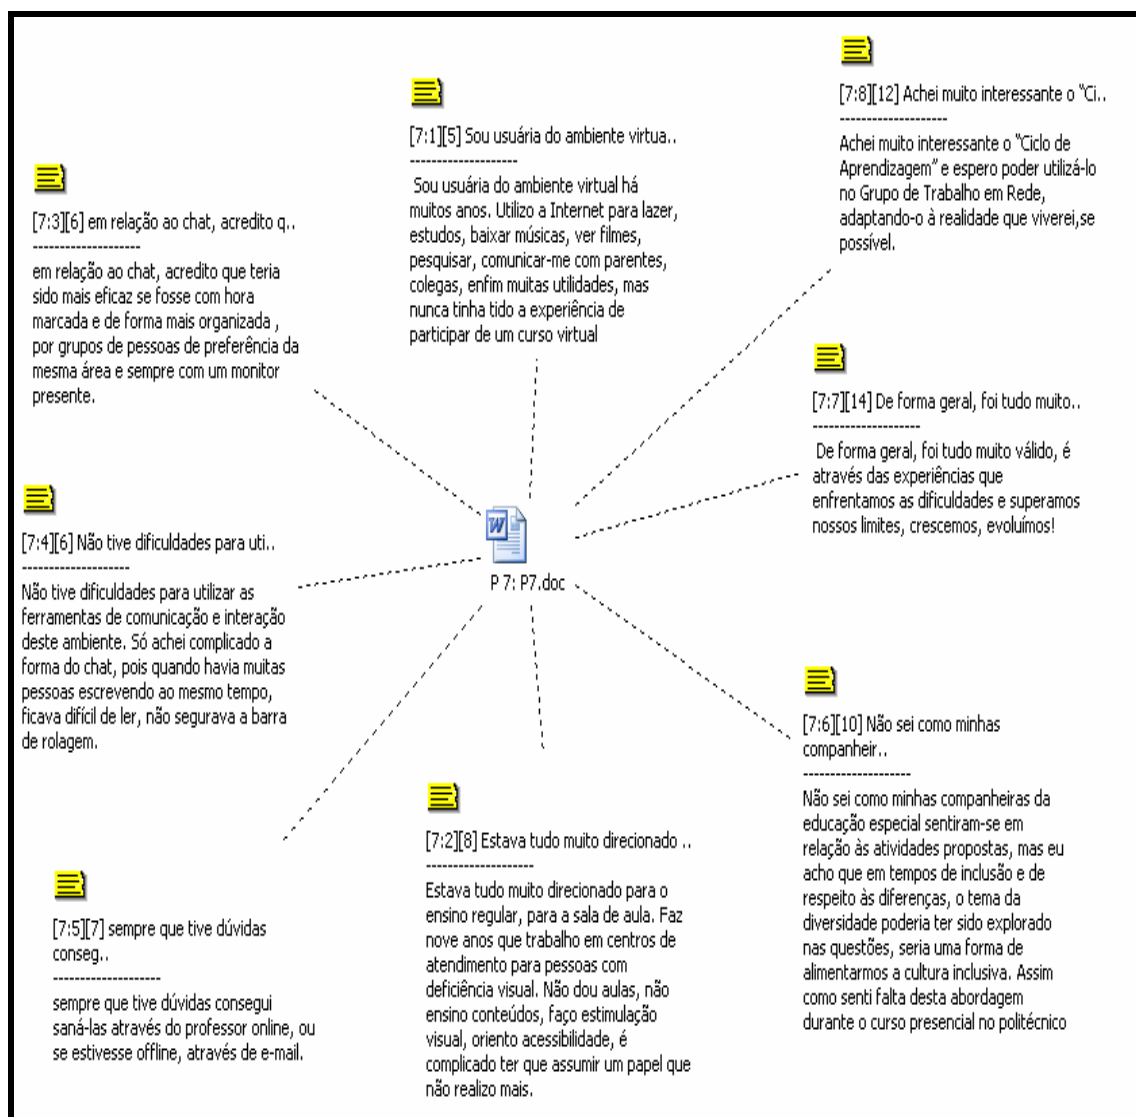 [7:8][12] Achei muito interessante o “Ci..
--------------------
Achei muito interessante o “Ciclo de
Aprendizagem” e espero poder utilizá-lo
no Grupo de Trabalho em Rede,
adaptando-o à realidade que viverei,se
possível.
[7:1][5] Sou usuária do ambiente virtua..
--------------------
Sou usuária do ambiente virtual há
muitos anos. Utilizo a Internet para lazer,
estudos, baixar músicas, ver filmes,
pesquisar, comunicar-me com parentes,
colegas, enfim muitas utilidades, mas
nunca tinha tido a experiência de
participar de um curso virtual
[7:3][6] em relação ao chat, acredito q..
--------------------
em relação ao chat, acredito que teria
sido mais eficaz se fosse com hora
marcada e de forma mais organizada ,
por grupos de pessoas de preferência da
mesma área e sempre com um monitor
presente.
[7:7][14] De forma geral, foi tudo muito..
--------------------
De forma geral, foi tudo muito válido, é
através das experiências que
enfrentamos as dificuldades e superamos
nossos limites, crescemos, evoluímos!
[7:4][6] Não tive dificuldades para uti..
--------------------
Não tive dificuldades para utilizar as
ferramentas de comunicação e interação
deste ambiente. Só achei complicado a
forma do chat, pois quando havia muitas
pessoas escrevendo ao mesmo tempo,
ficava difícil de ler, não segurava a barra
de rolagem.
W
P 7: P7.doc
[7:6][10] Não sei como minhas
companheir..
--------------------
Não sei como minhas companheiras da
educação especial sentiram-se em
relação às atividades propostas, mas eu
acho que em tempos de inclusão e de
respeito às diferenças, o tema da
diversidade poderia ter sido explorado
nas questões, seria uma forma de
alimentarmos a cultura inclusiva. Assim
como senti falta desta abordagem
durante o curso presencial no politécnico
[7:2][8] Estava tudo muito direcionado ..
--------------------
Estava tudo muito direcionado para o
ensino regular, para a sala de aula. Faz
nove anos que trabalho em centros de
atendimento para pessoas com
deficiência visual. Não dou aulas, não
ensino conteúdos, faço estimulação
visual, oriento acessibilidade, é
complicado ter que assumir um papel que
não realizo mais.
[7:5][7] sempre que tive dúvidas
conseg..
--------------------
sempre que tive dúvidas consegui
saná-las através do professor online, ou
se estivesse offline, através de e-mail.